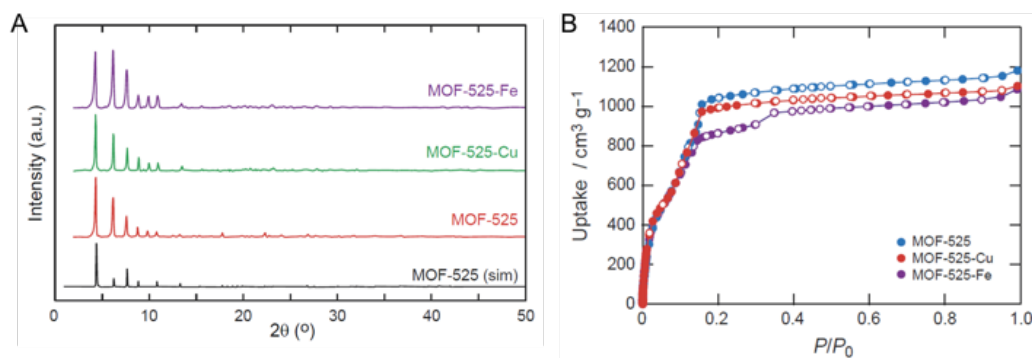 A
MOF-525-Fe
MOF-525-Cu
MOF-525
MOF-525 (sim)
Intensity (a.u.)
0 10 20 30 40 50
2θ (°)
B
1400
1200
1000
800
600
400
200
0
Uptake / cm³ g⁻¹
MOF-525
MOF-525-Cu
MOF-525-Fe
0 0.2 0.4 0.6 0.8 1.0
P/P₀